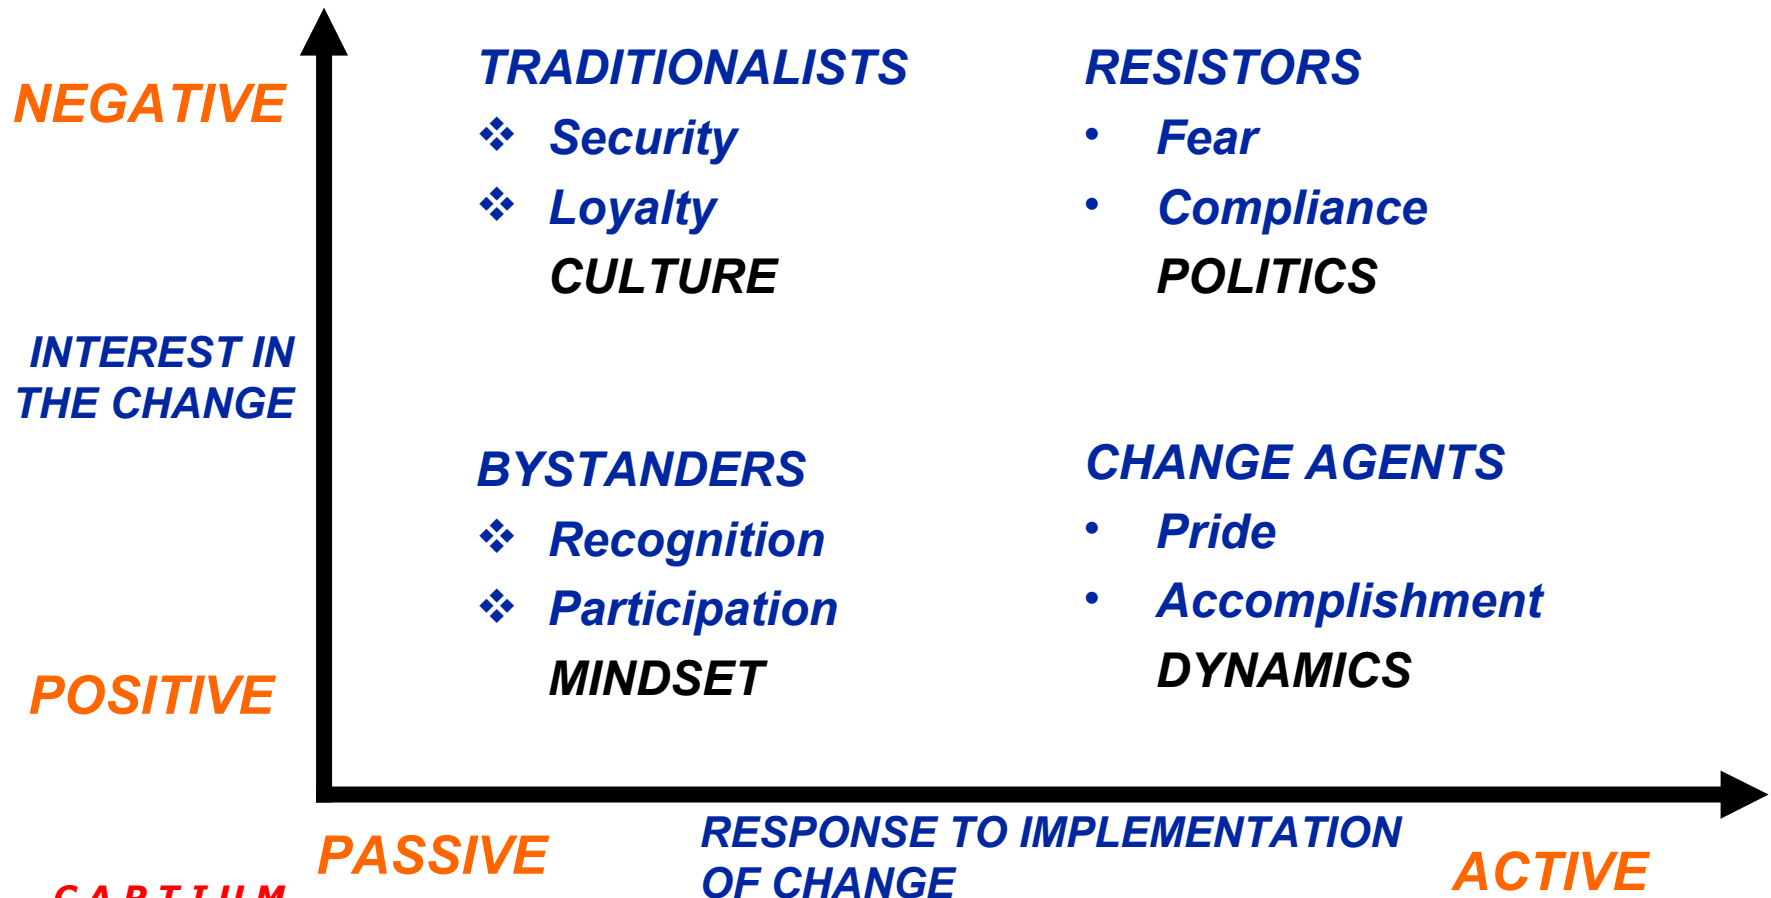 NEGATIVE
INTEREST IN
THE CHANGE
POSITIVE
TRADITIONALISTS
❖ Security
❖ Loyalty
CULTURE
RESISTORS
• Fear
• Compliance
POLITICS
BYSTANDERS
❖ Recognition
❖ Participation
MINDSET
CHANGE AGENTS
• Pride
• Accomplishment
DYNAMICS
PASSIVE
RESPONSE TO IMPLEMENTATION
OF CHANGE
ACTIVE